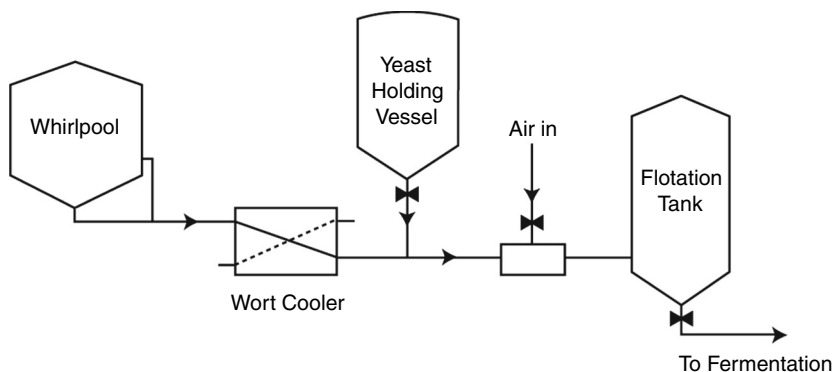 Whirlpool
Yeast
Holding
Vessel
Air in
Flotation
Tank
Wort Cooler
To Fermentation